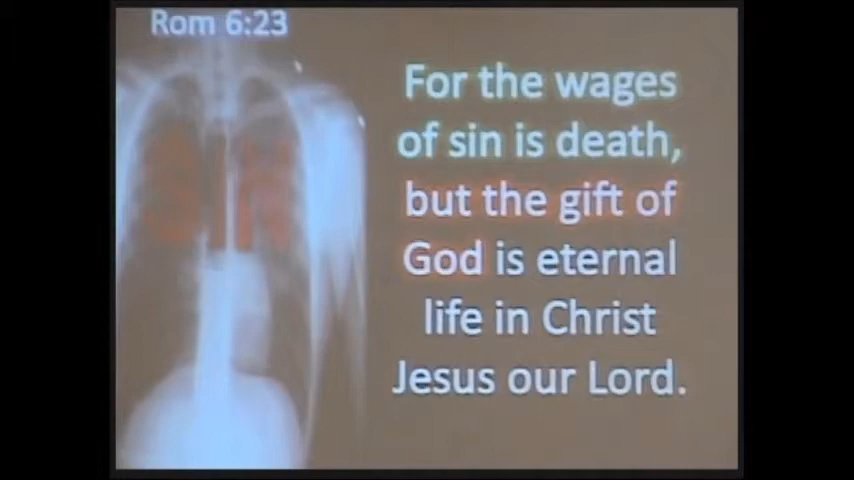 Rom 6:23
SIN
For the wages
of sin is death,
but the gift of
God is eternal
life in Christ
Jesus our Lord.